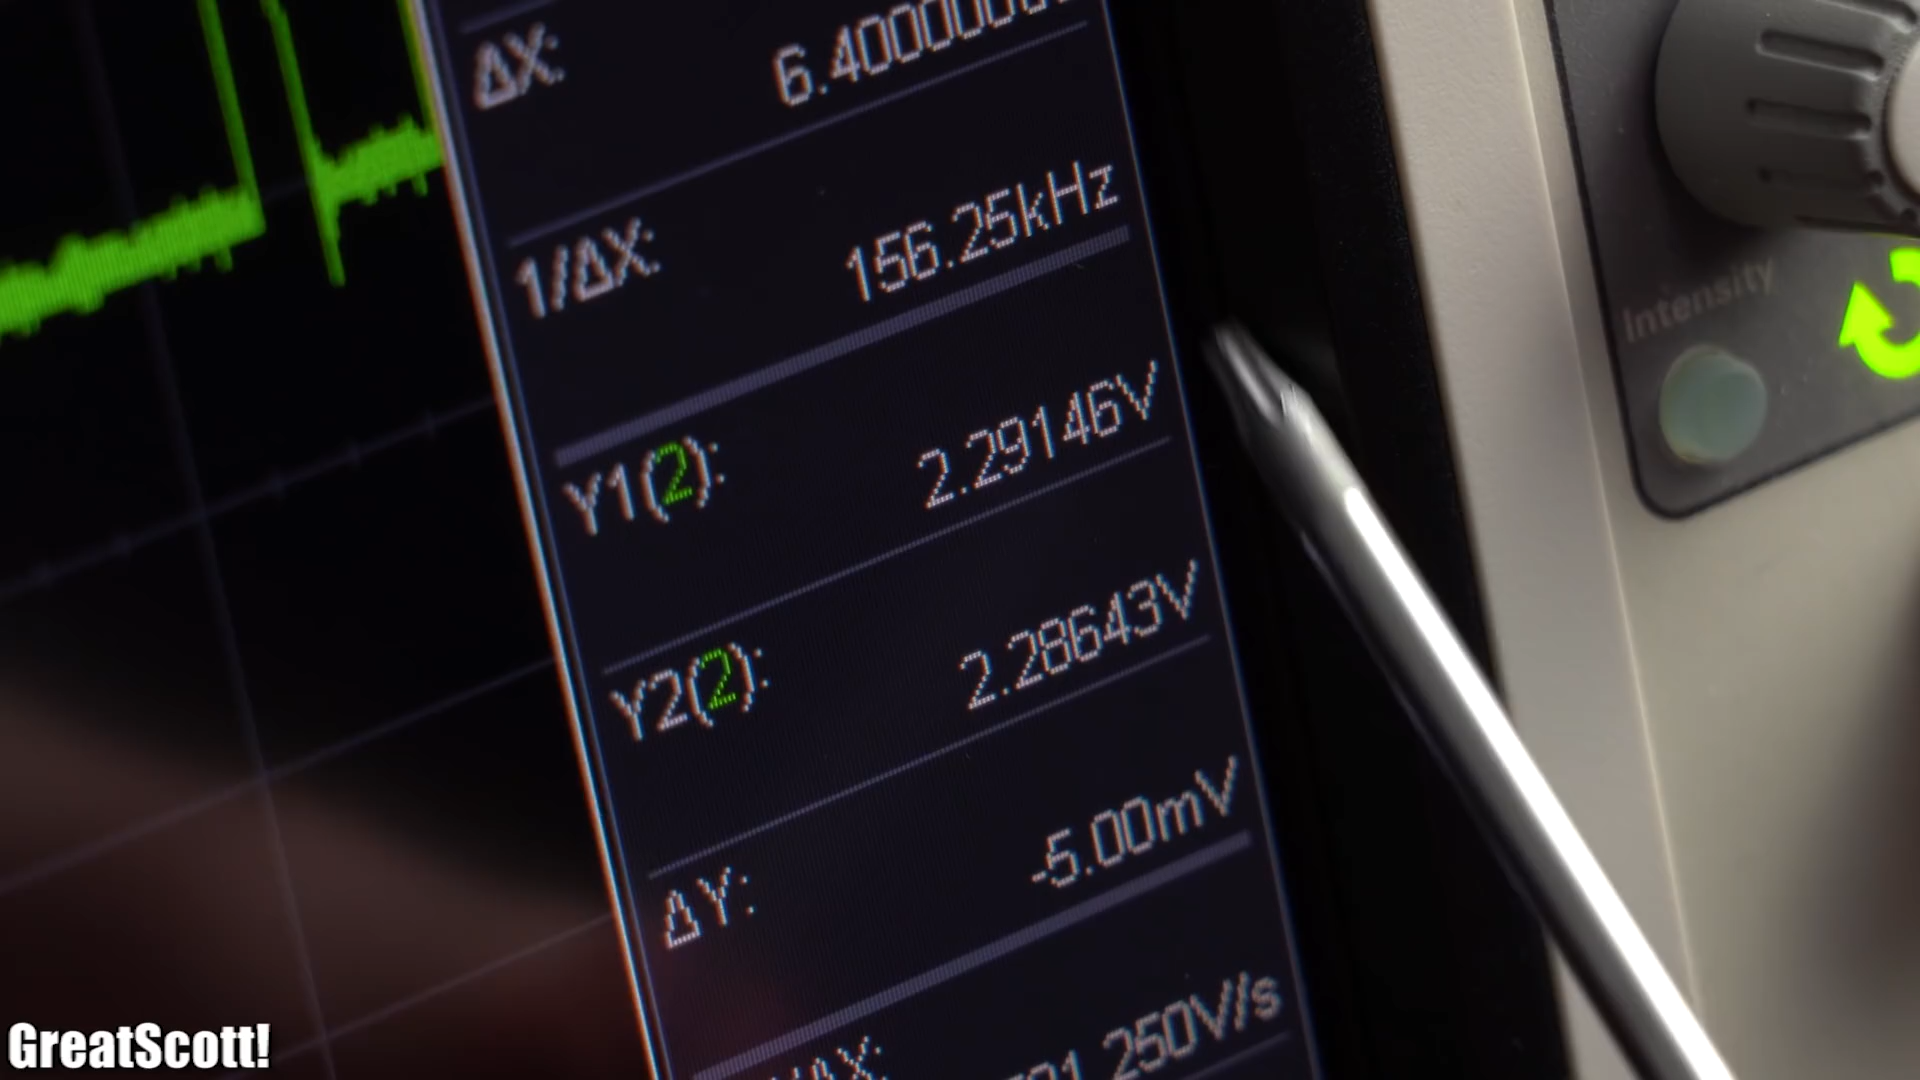 ΔX: 6.4000000
1/ΔX: 156.25kHz
Y1(2): 2.29146V
Y2(2): 2.28643V
ΔY: -5.00mV
250V/s
Intensity
GreatScott!